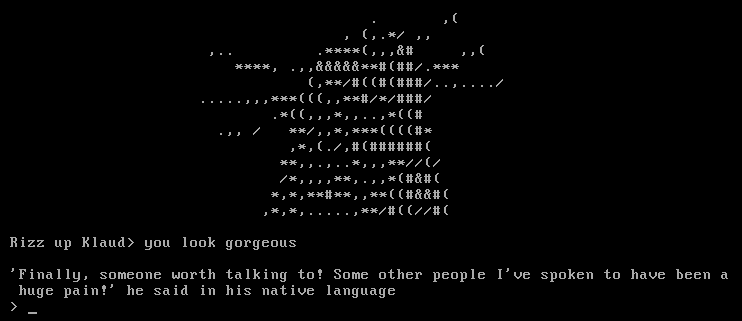 Rizz up Klaud> you look gorgeous
'Finally, someone worth talking to! Some other people I've spoken to have been a
huge pain!' he said in his native language
> _